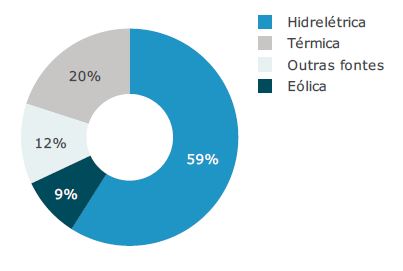 Hidrelétrica
Térmica
Outras fontes
Eólica
20%
12%
59%
9%